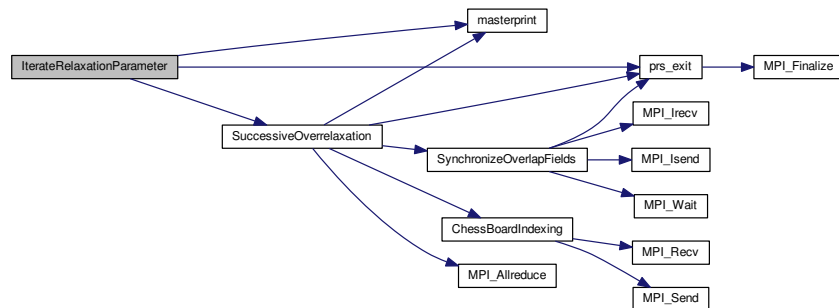 masterprint
IterateRelaxationParameter
prs_exit
MPI_Finalize
MPI_Irecv
SuccessiveOverrelaxation
SynchronizeOverlapFields
MPI_Isend
MPI_Wait
ChessBoardIndexing
MPI_Recv
MPI_Allreduce
MPI_Send